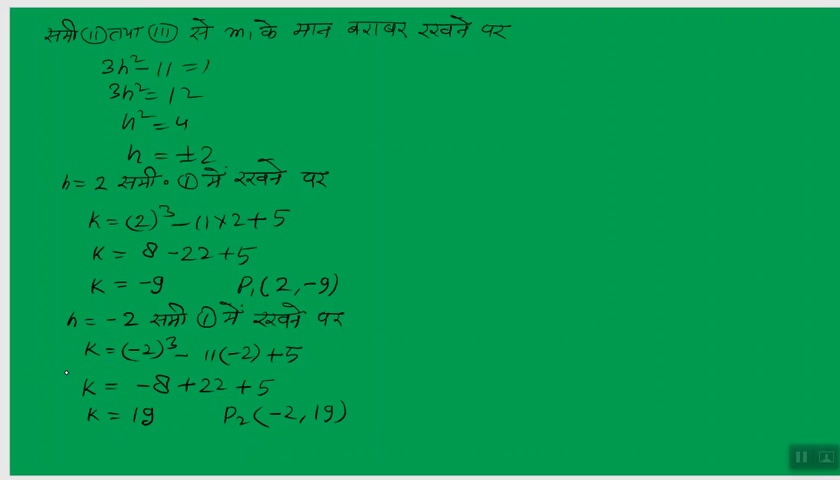 समी (II) तथा (III) से m₁ के मान बराबर रखने पर
3h² - 11 = 1
3h² = 12
h² = 4
h = ±2
h = 2 समी॰ (I) में रखने पर
K = (2)³ - 11×2 + 5
K = 8 - 22 + 5
K = -9 P₁(2, -9)
h = -2 समी (I) में रखने पर
K = (-2)³ - 11(-2) + 5
K = -8 + 22 + 5
K = 19 P₂(-2, 19)